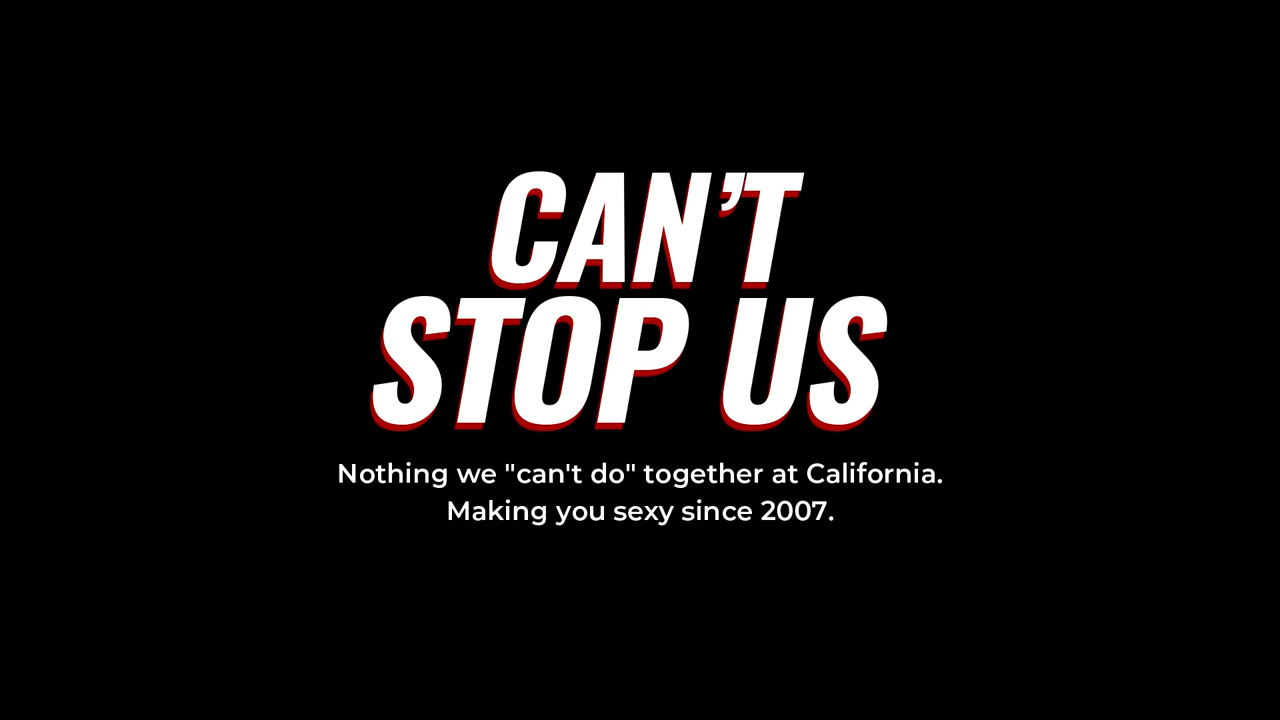 CAN’T
STOP US
Nothing we "can't do" together at California.
Making you sexy since 2007.